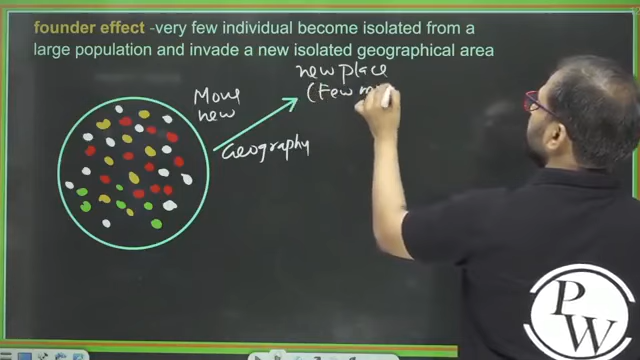 founder effect -very few individual become isolated from a
large population and invade a new isolated geographical area
new place
(Few
Move
new
Geography
PW